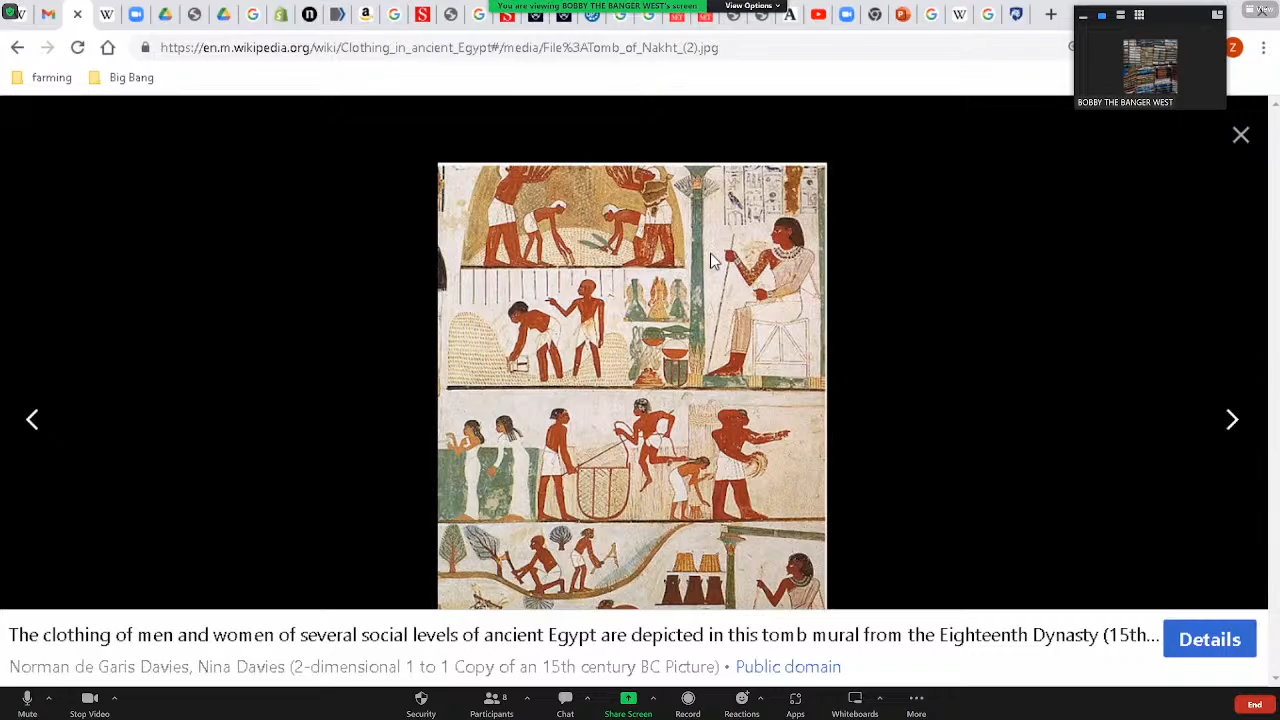 You are viewing BOBBY THE BANGER WEST's screen
View Options
View
https://en.m.wikipedia.org/wiki/Clothing_in_ancient_Egypt#/media/File%3ATomb_of_Nakht_(2).jpg
Z
farming
Big Bang
BOBBY THE BANGER WEST
The clothing of men and women of several social levels of ancient Egypt are depicted in this tomb mural from the Eighteenth Dynasty (15th...
Details
Norman de Garis Davies, Nina Davies (2-dimensional 1 to 1 Copy of an 15th century BC Picture) • Public domain
8
Mute
Stop Video
Security
Participants
Chat
Share Screen
Record
Reactions
Apps
Whiteboards
More
End